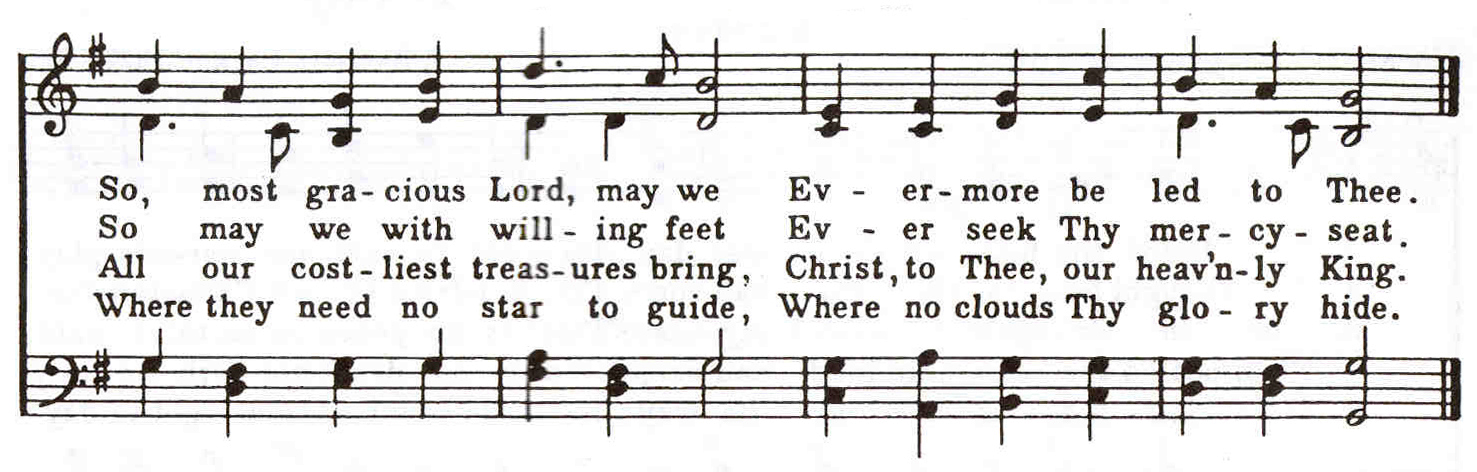 So, most gra - cious Lord, may we Ev - er - more be led to Thee.
So may we with will - ing feet Ev - er seek Thy mer - cy - seat.
All our cost - liest treas - ures bring, Christ, to Thee, our heav'n - ly King.
Where they need no star to guide, Where no clouds Thy glo - ry hide.